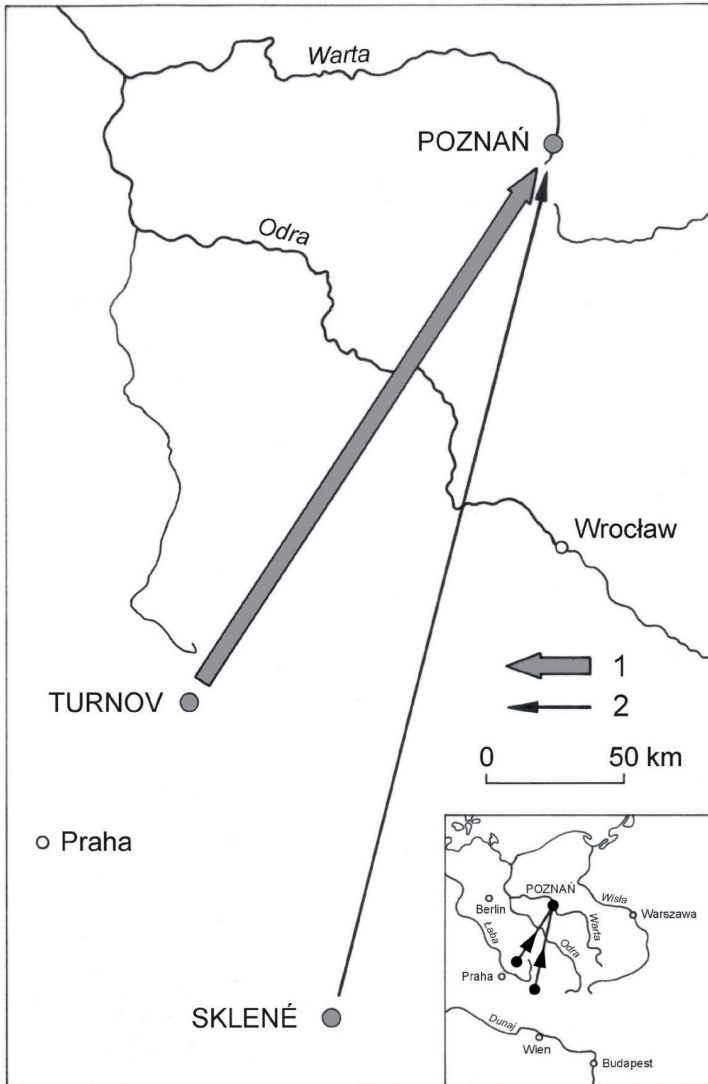 Warta
POZNAŃ
Odra
Wrocław
1
TURNOV
2
0 50 km
Praha
POZNAŃ
Wisła
Berlin
Warszawa
Warta
Łaba
Odra
Praha
SKLENÉ
Dunaj
Wien
Budapest